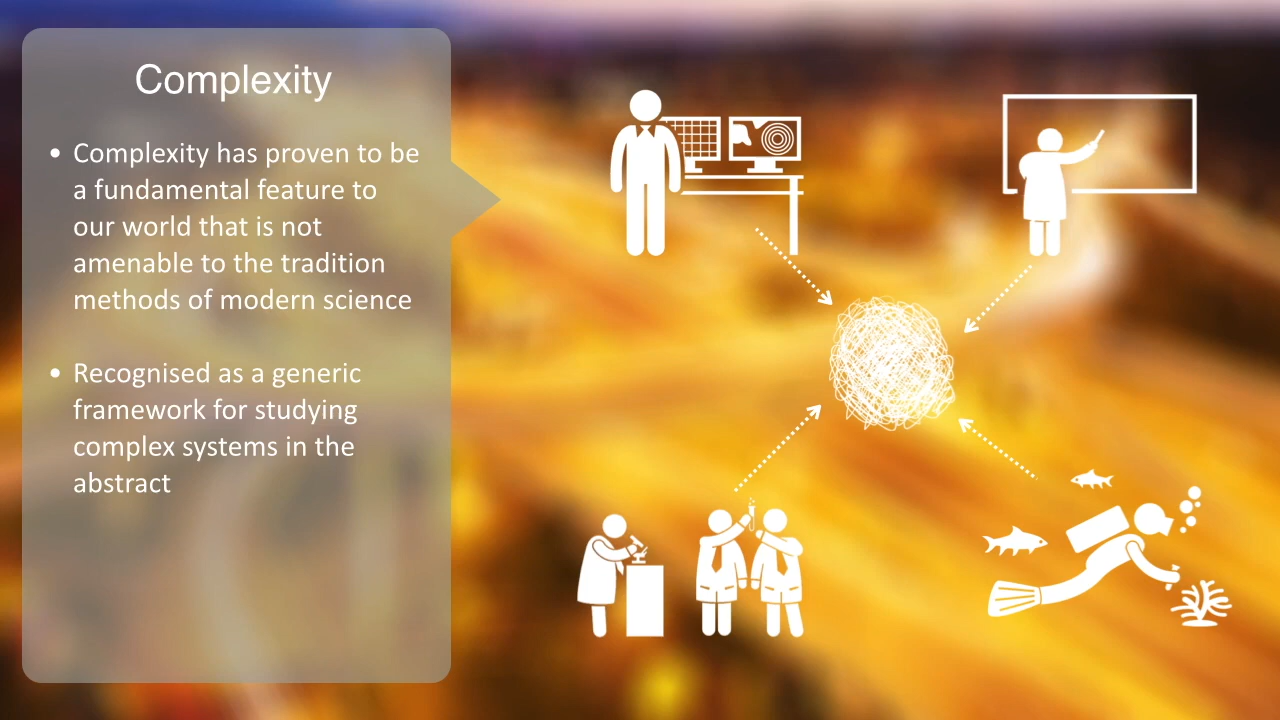 Complexity
• Complexity has proven to be
a fundamental feature to
our world that is not
amenable to the tradition
methods of modern science
• Recognised as a generic
framework for studying
complex systems in the
abstract